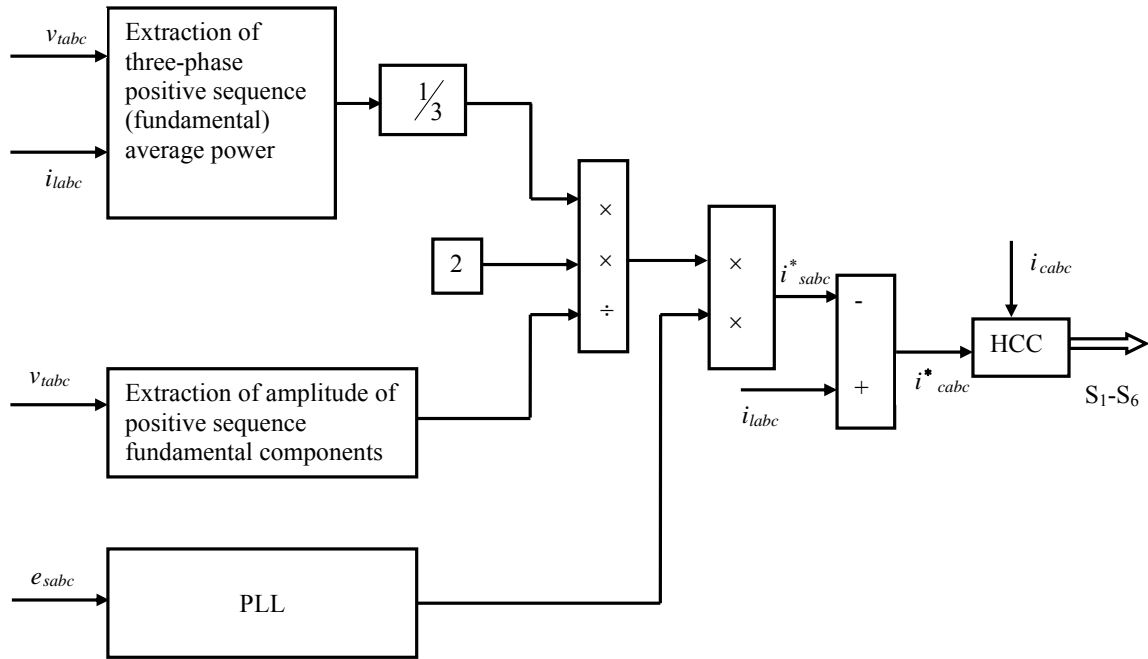 v_tabc
Extraction of
three-phase
positive sequence
(fundamental)
average power
i_labc
1/3
×
×
÷
2
×
×
i*_sabc
-
+
i_labc
i_cabc
HCC
i*_cabc
S1-S6
v_tabc
Extraction of amplitude of
positive sequence
fundamental components
e_sabc
PLL